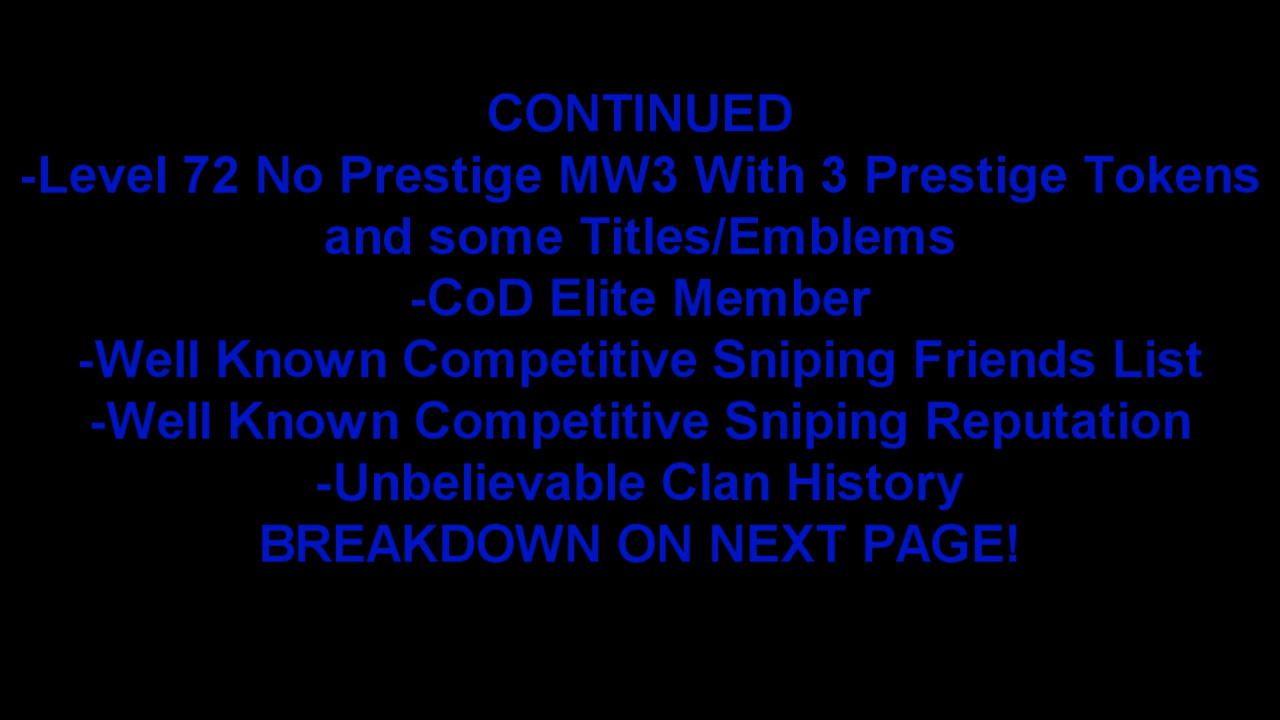 CONTINUED
-Level 72 No Prestige MW3 With 3 Prestige Tokens
and some Titles/Emblems
-CoD Elite Member
-Well Known Competitive Sniping Friends List
-Well Known Competitive Sniping Reputation
-Unbelievable Clan History
BREAKDOWN ON NEXT PAGE!